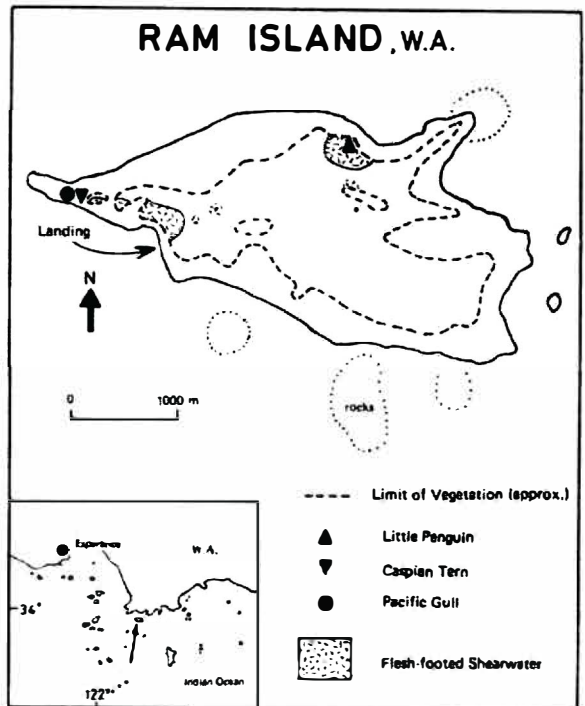 RAM ISLAND, W.A.
Landing
N
0 1000 m
rocks
Limit of Vegetation (approx.)
Little Penguin
Caspian Tern
Pacific Gull
Flesh-footed Shearwater
Esperance
W.A.
34°
Indian Ocean
122°